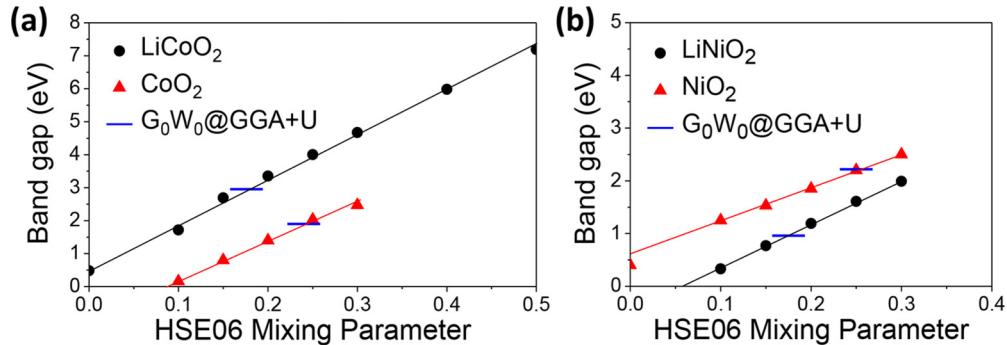 (a)
LiCoO₂
CoO₂
G₀W₀@GGA+U
Band gap (eV)
8
7
6
5
4
3
2
1
0
0.0 0.1 0.2 0.3 0.4 0.5
HSE06 Mixing Parameter
(b)
LiNiO₂
NiO₂
G₀W₀@GGA+U
Band gap (eV)
5
4
3
2
1
0
0.0 0.1 0.2 0.3 0.4
HSE06 Mixing Parameter